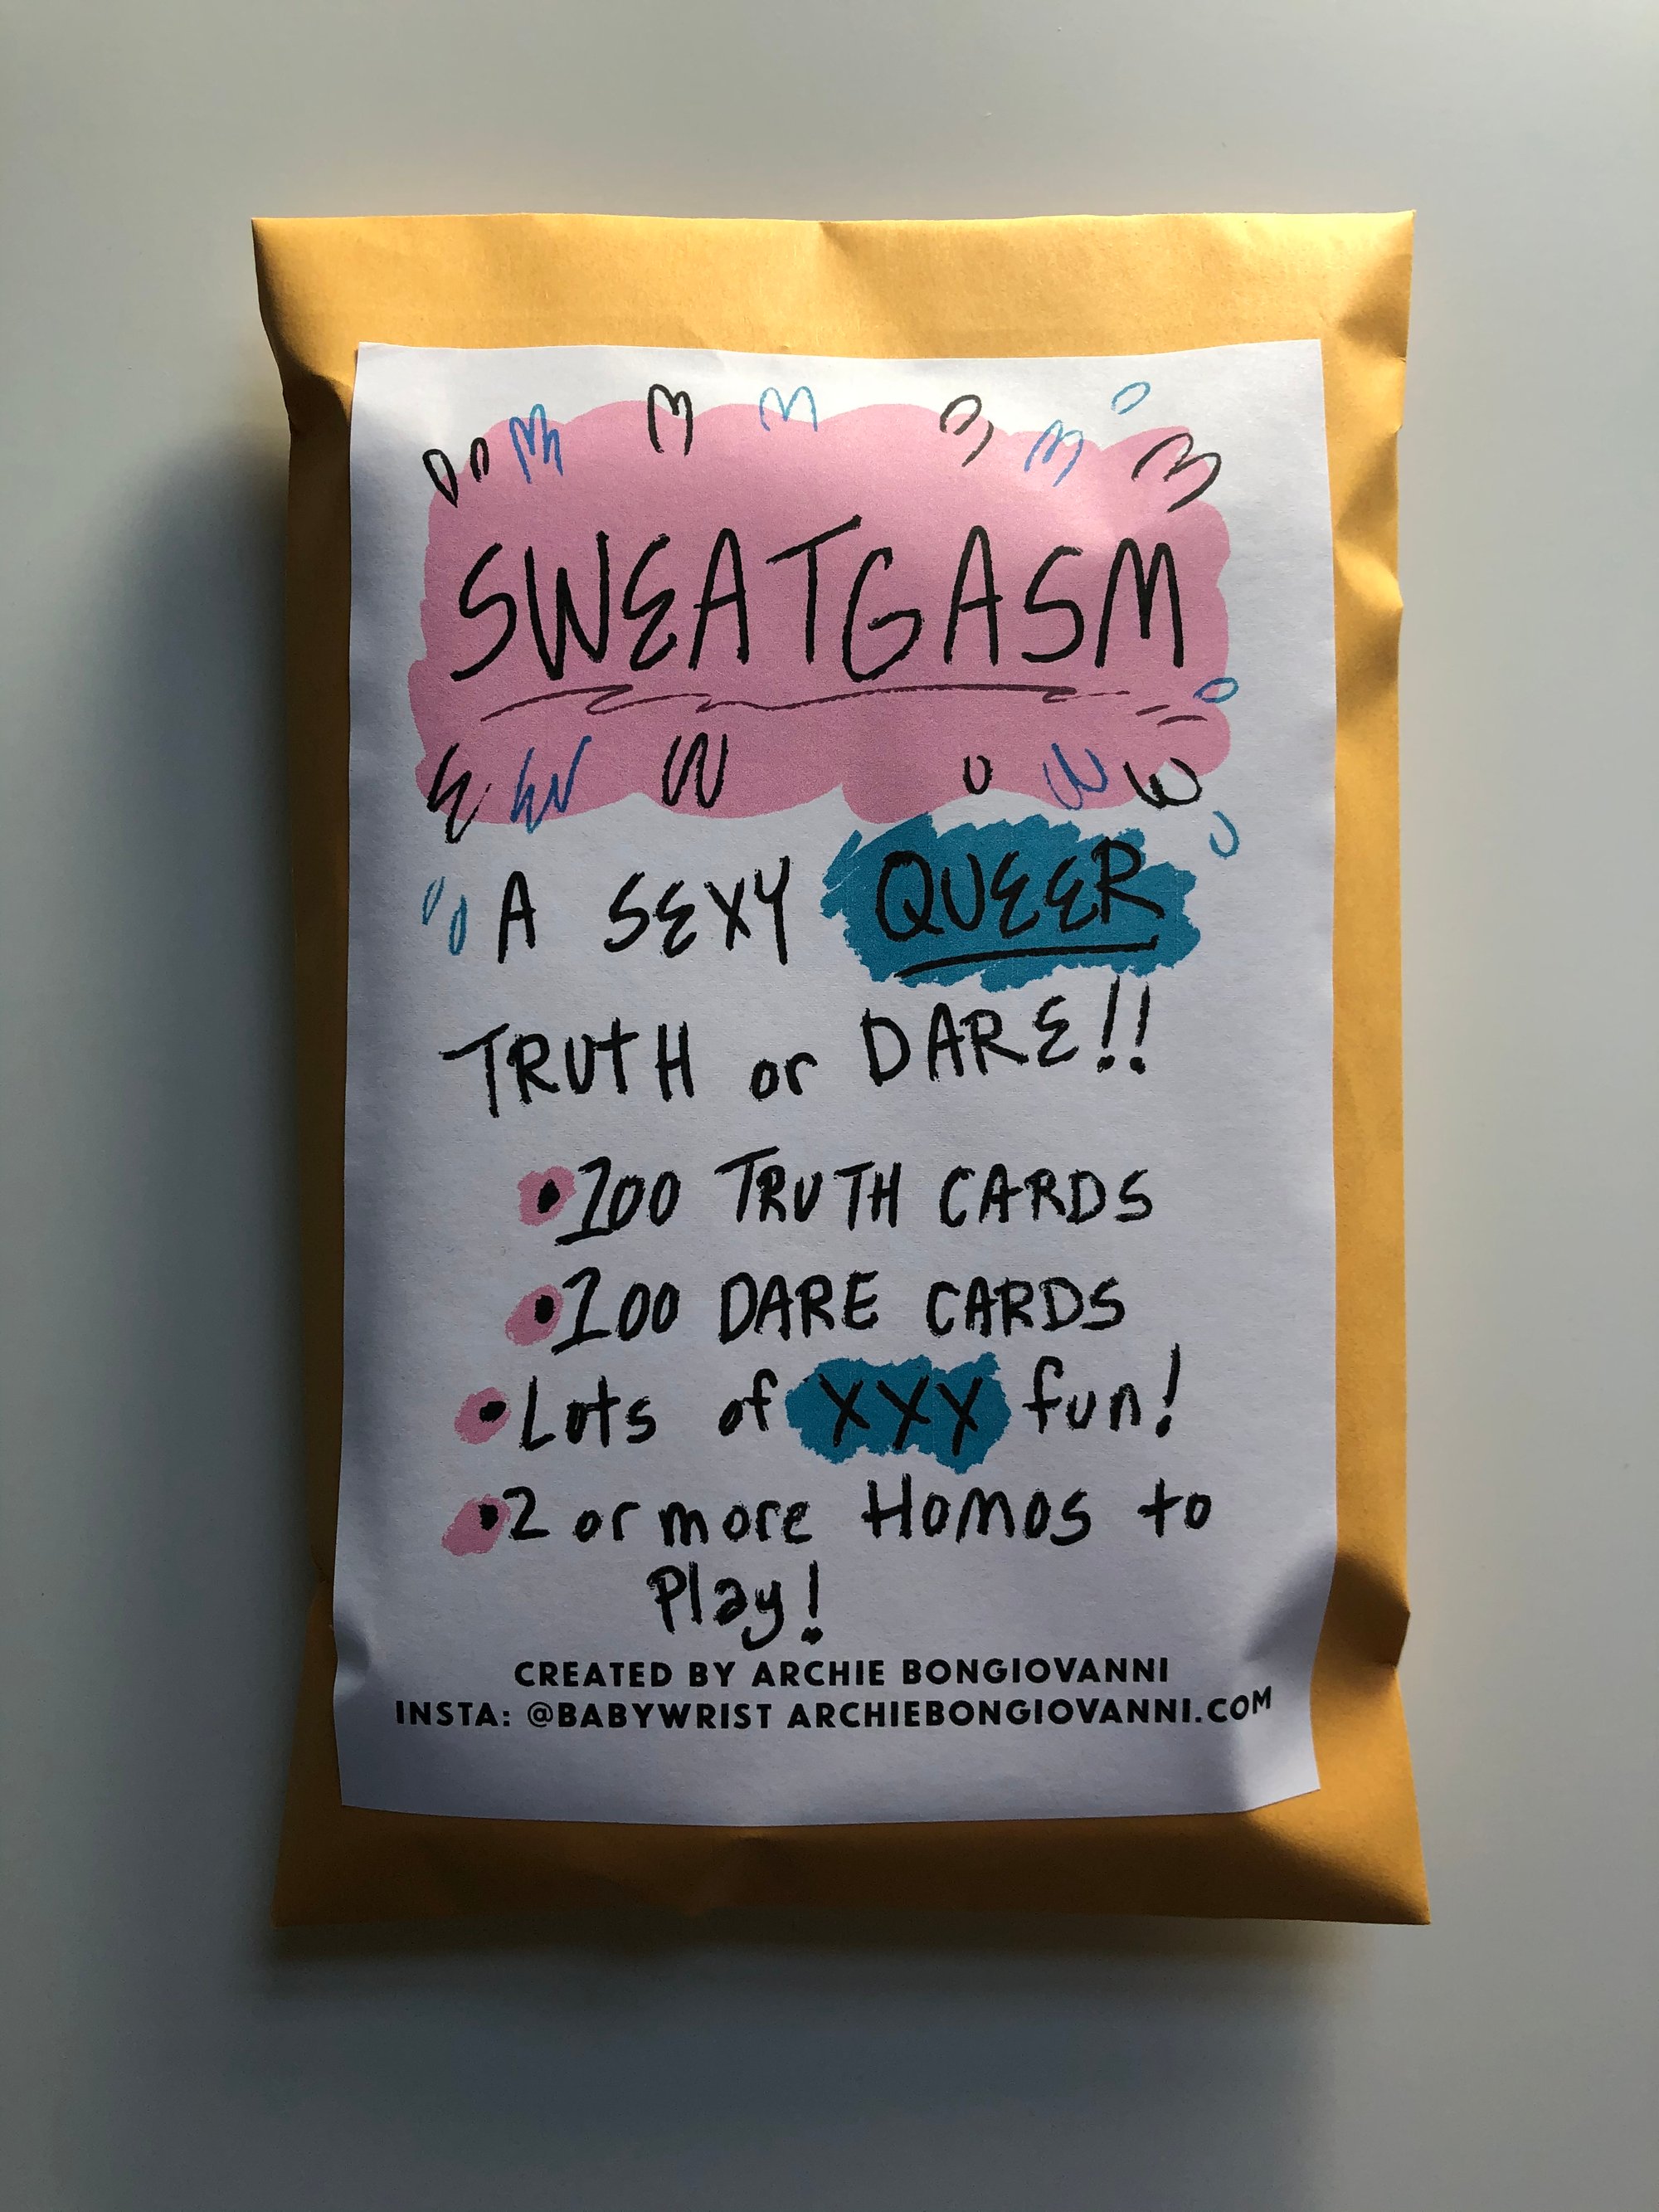 SWEATGASM
A SEXY QUEER
TRUTH or DARE!!
•100 TRUTH CARDS
•100 DARE CARDS
•Lots of XXX fun!
•2 or more Homos to
Play!
CREATED BY ARCHIE BONGIOVANNI
INSTA: @BABYWRIST ARCHIEBONGIOVANNI.COM